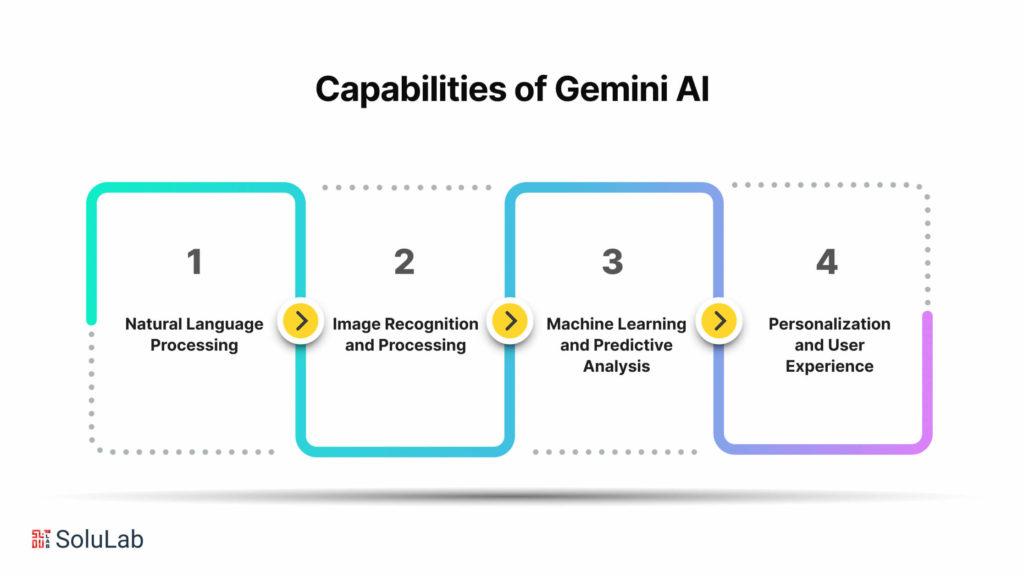 Capabilities of Gemini AI
1
Natural Language
Processing
2
Image Recognition
and Processing
3
Machine Learning
and Predictive
Analysis
4
Personalization
and User
Experience
SoluLab